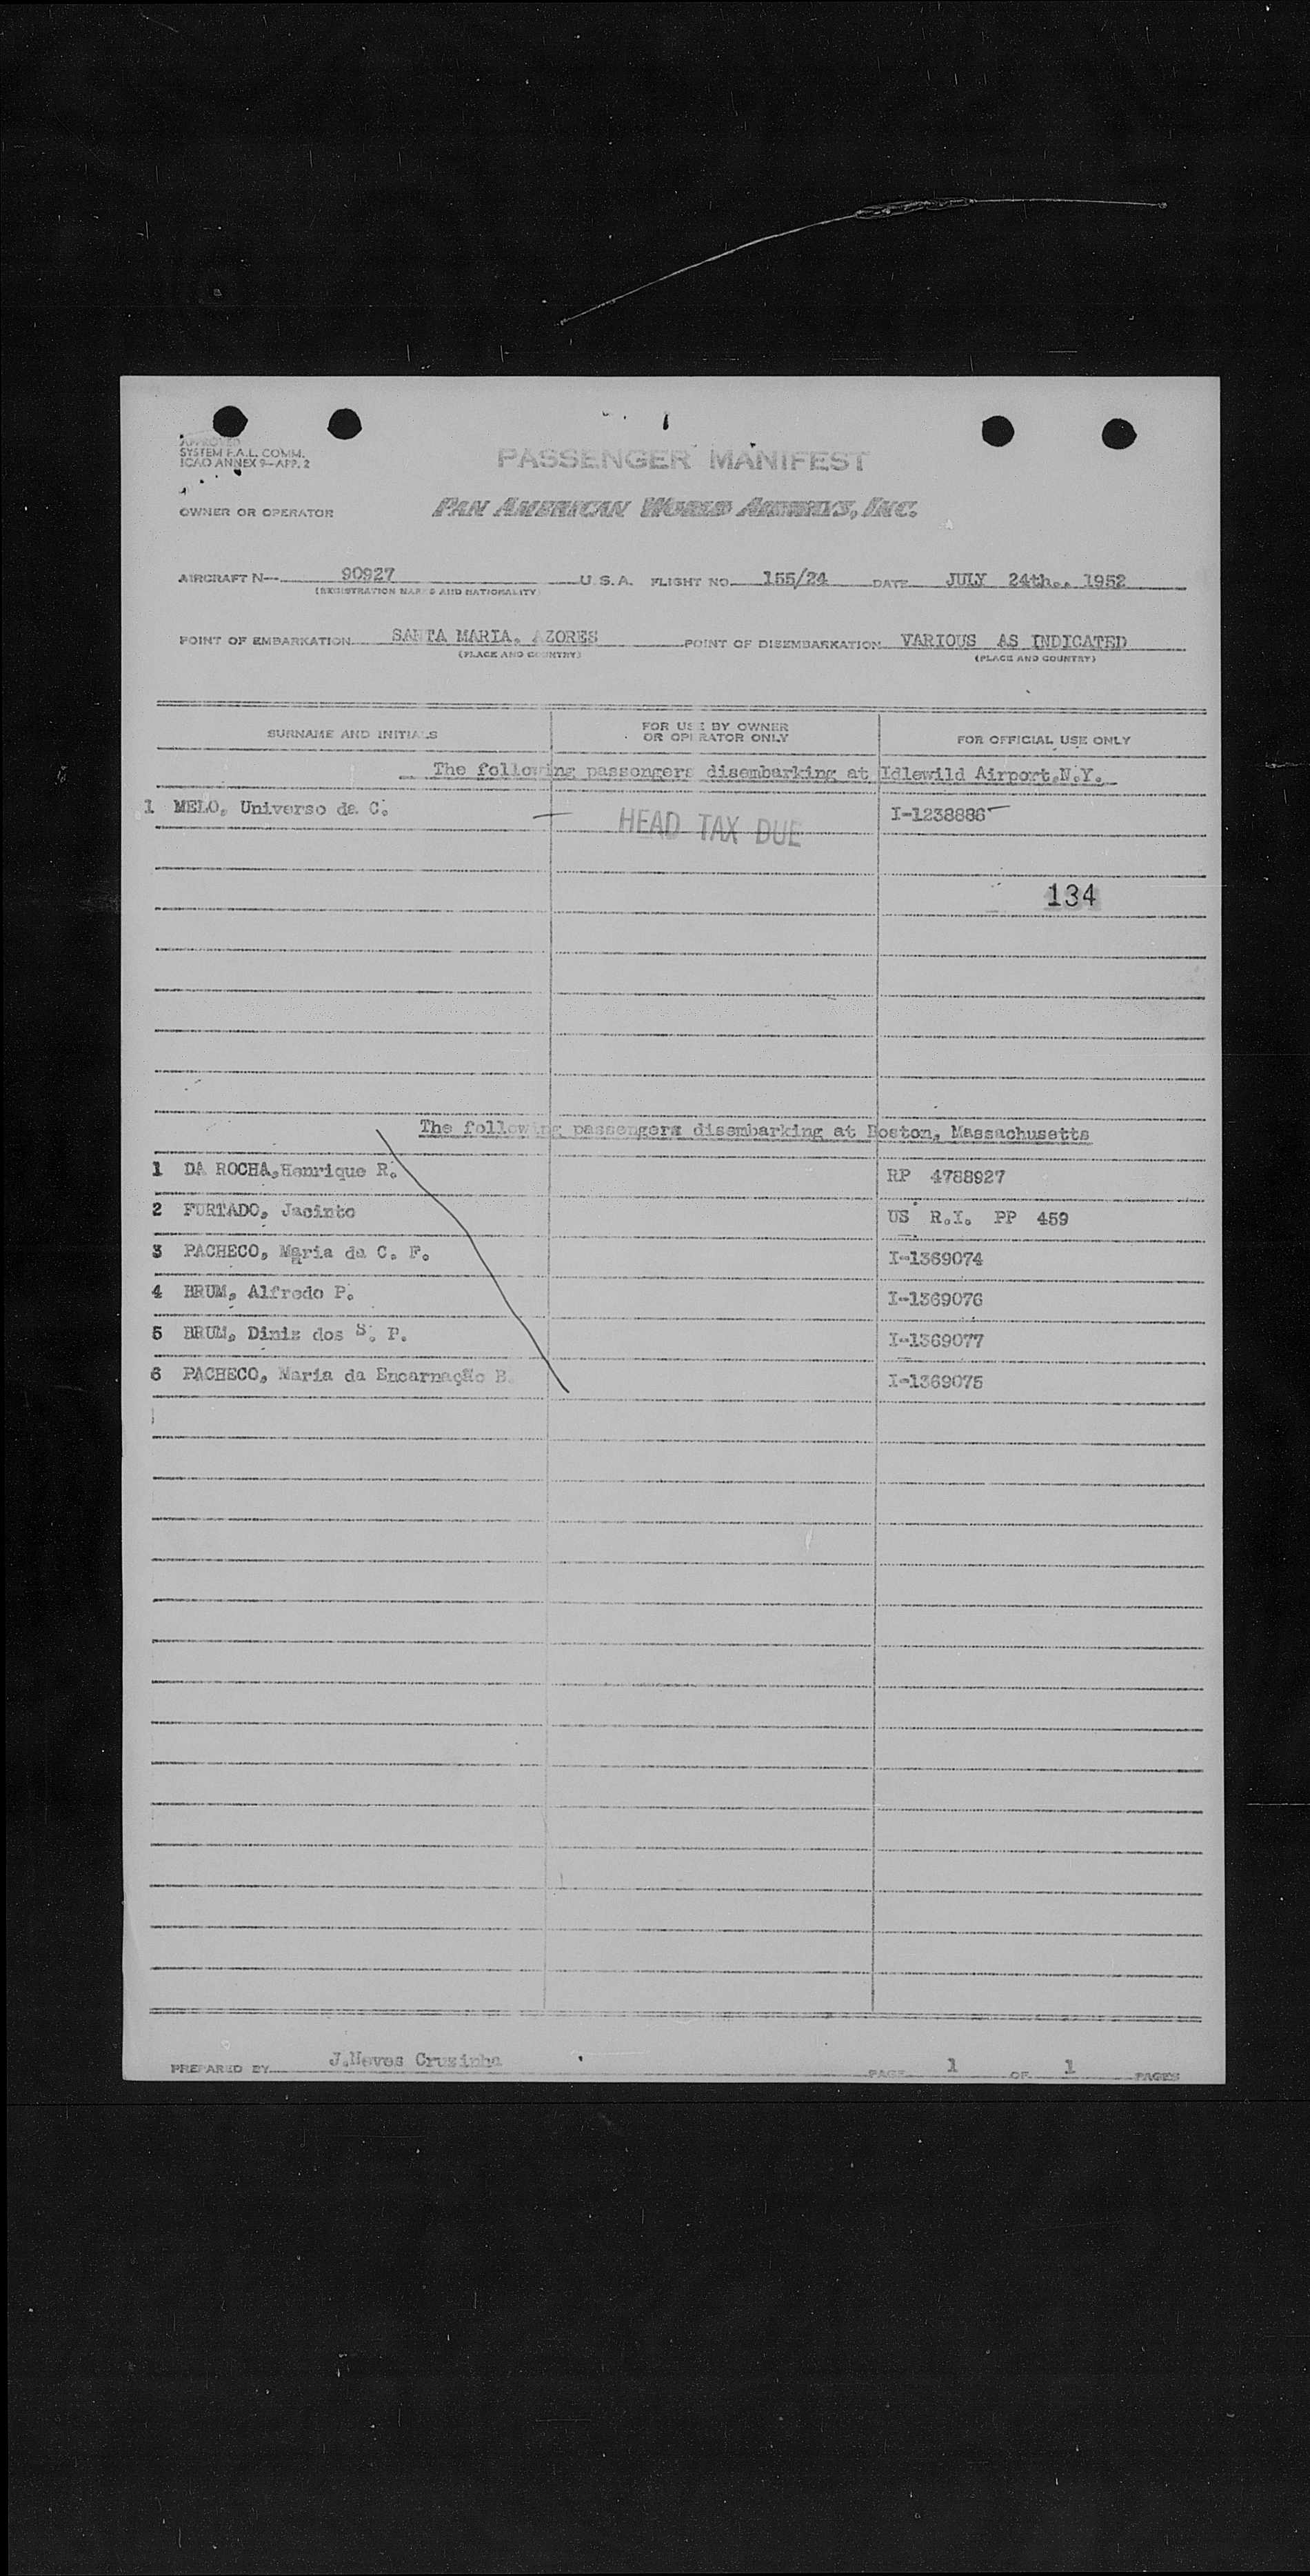 APPROVED
SYSTEM F.A.L. COMM.
ICAO ANNEX 9—APP. 2
PASSENGER MANIFEST
OWNER OR OPERATOR PAN AMERICAN WORLD AIRWAYS, INC.
AIRCRAFT N— 90927 U.S.A. FLIGHT NO. 155/24 DATE JULY 24th., 1952
(REGISTRATION MARKS AND NATIONALITY)
POINT OF EMBARKATION SANTA MARIA, AZORES POINT OF DISEMBARKATION VARIOUS AS INDICATED
(PLACE AND COUNTRY) (PLACE AND COUNTRY)
SURNAME AND INITIALS FOR USE BY OWNER OR OPERATOR ONLY FOR OFFICIAL USE ONLY
The following passengers disembarking at Idlewild Airport,N.Y.
1 MELO, Universo da C. HEAD TAX DUE I-1238886
134
The following passengers disembarking at Boston, Massachusetts
1 DA ROCHA,Henrique R. RP 4788927
2 FURTADO, Jacinto US R.I. PP 459
3 PACHECO, Maria da C. F. I-1369074
4 BRUM, Alfredo P. I-1369076
5 BRUM, Diniz dos S. P. I-1369077
6 PACHECO, Maria da Encarnação B. I-1369075
PREPARED BY J.Neves Cruzinha PAGE 1 OF 1 PAGES